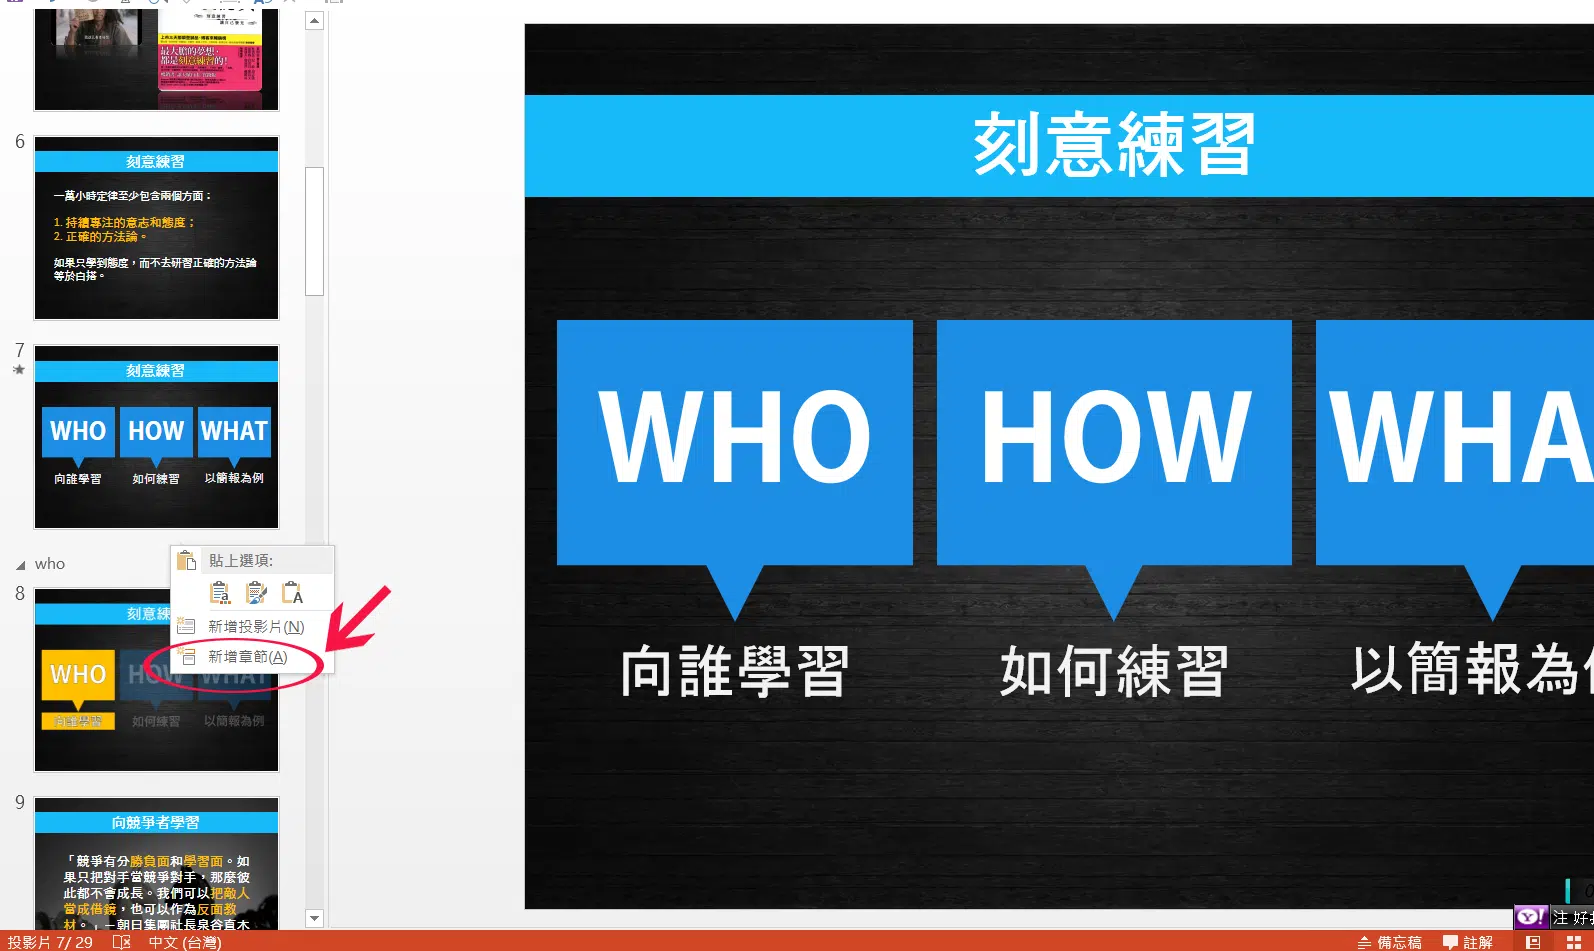 最大膽的夢想，
都是刻意練習的！
6
刻意練習
一萬小時定律至少包含兩個方面：
1. 持續專注的意志和態度；
2. 正確的方法論。
如果只學到態度，而不去研習正確的方法論
等於白搭。
7
刻意練習
WHO HOW WHAT
向誰學習 如何練習 以簡報為例
who
8
刻意練
WHO HOW WHAT
向誰學習 如何練習 以簡報為例
貼上選項:
新增投影片(N)
新增章節(A)
9
向競爭者學習
「競爭有分勝負面和學習面。如
果只把對手當競爭對手，那麼彼
此都不會成長。我們可以把敵人
當成借鏡，也可以作為反面教
材。」－朝日集團社長泉谷直木
刻意練習
WHO HOW WHA
向誰學習 如何練習 以簡報為
Y! 注 好
投影片 7/ 29 中文 (台灣) 備忘稿 註解